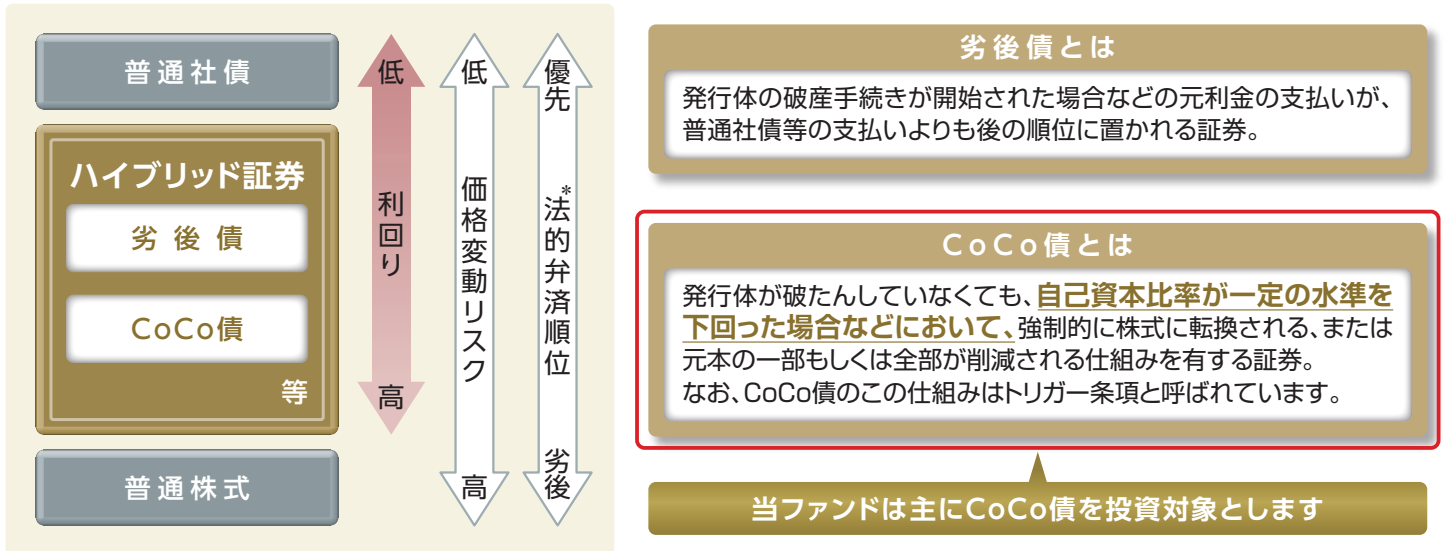 普通社債
ハイブリッド証券
劣後債
CoCo債
等
普通株式
低
利回り
高
低
価格変動リスク
高
優先
*法的弁済順位
劣後
劣後債とは
発行体の破産手続きが開始された場合などの元利金の支払いが、
普通社債等の支払いよりも後の順位に置かれる証券。
CoCo債とは
発行体が破たんしていなくても、自己資本比率が一定の水準を
下回った場合などにおいて、強制的に株式に転換される、または
元本の一部もしくは全部が削減される仕組みを有する証券。
なお、CoCo債のこの仕組みはトリガー条項と呼ばれています。
当ファンドは主にCoCo債を投資対象とします